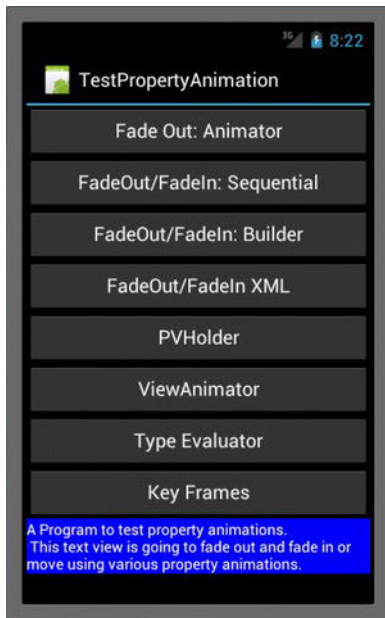 3G 8:22
TestPropertyAnimation
Fade Out: Animator
FadeOut/FadeIn: Sequential
FadeOut/FadeIn: Builder
FadeOut/FadeIn XML
PVHolder
ViewAnimator
Type Evaluator
Key Frames
A Program to test property animations.
This text view is going to fade out and fade in or
move using various property animations.